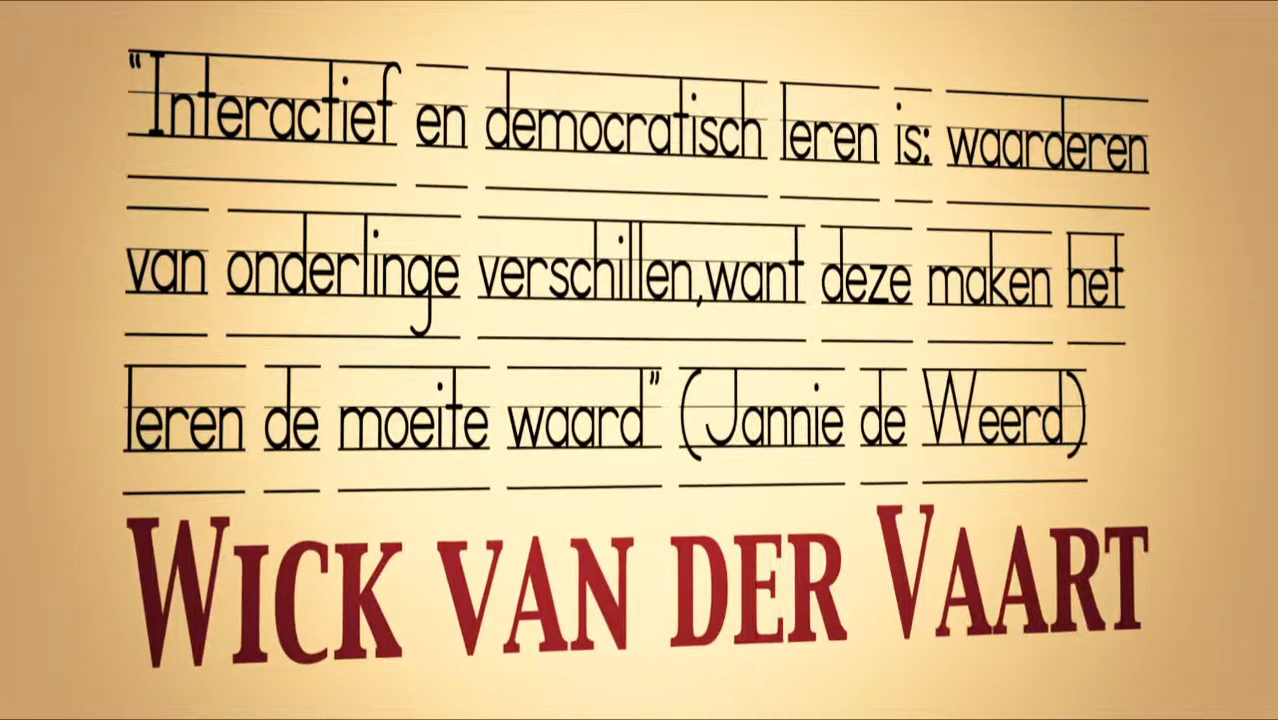 “Interactief en democratisch leren is: waarderen
van onderlinge verschillen,want deze maken het
leren de moeite waard” (Jannie de Weerd)
WICK VAN DER VAART